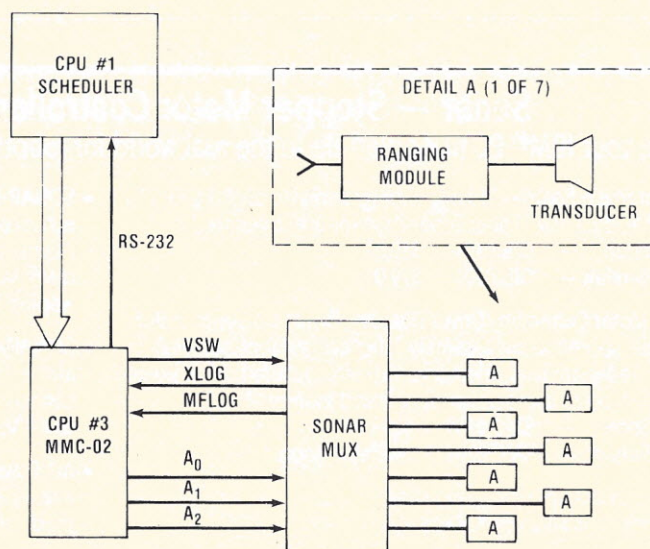 CPU #1
SCHEDULER
DETAIL A (1 OF 7)
RANGING
MODULE
TRANSDUCER
RS-232
VSW
XLOG
MFLOG
CPU #3
MMC-02
A0
A1
A2
SONAR
MUX
A
A
A
A
A
A
A